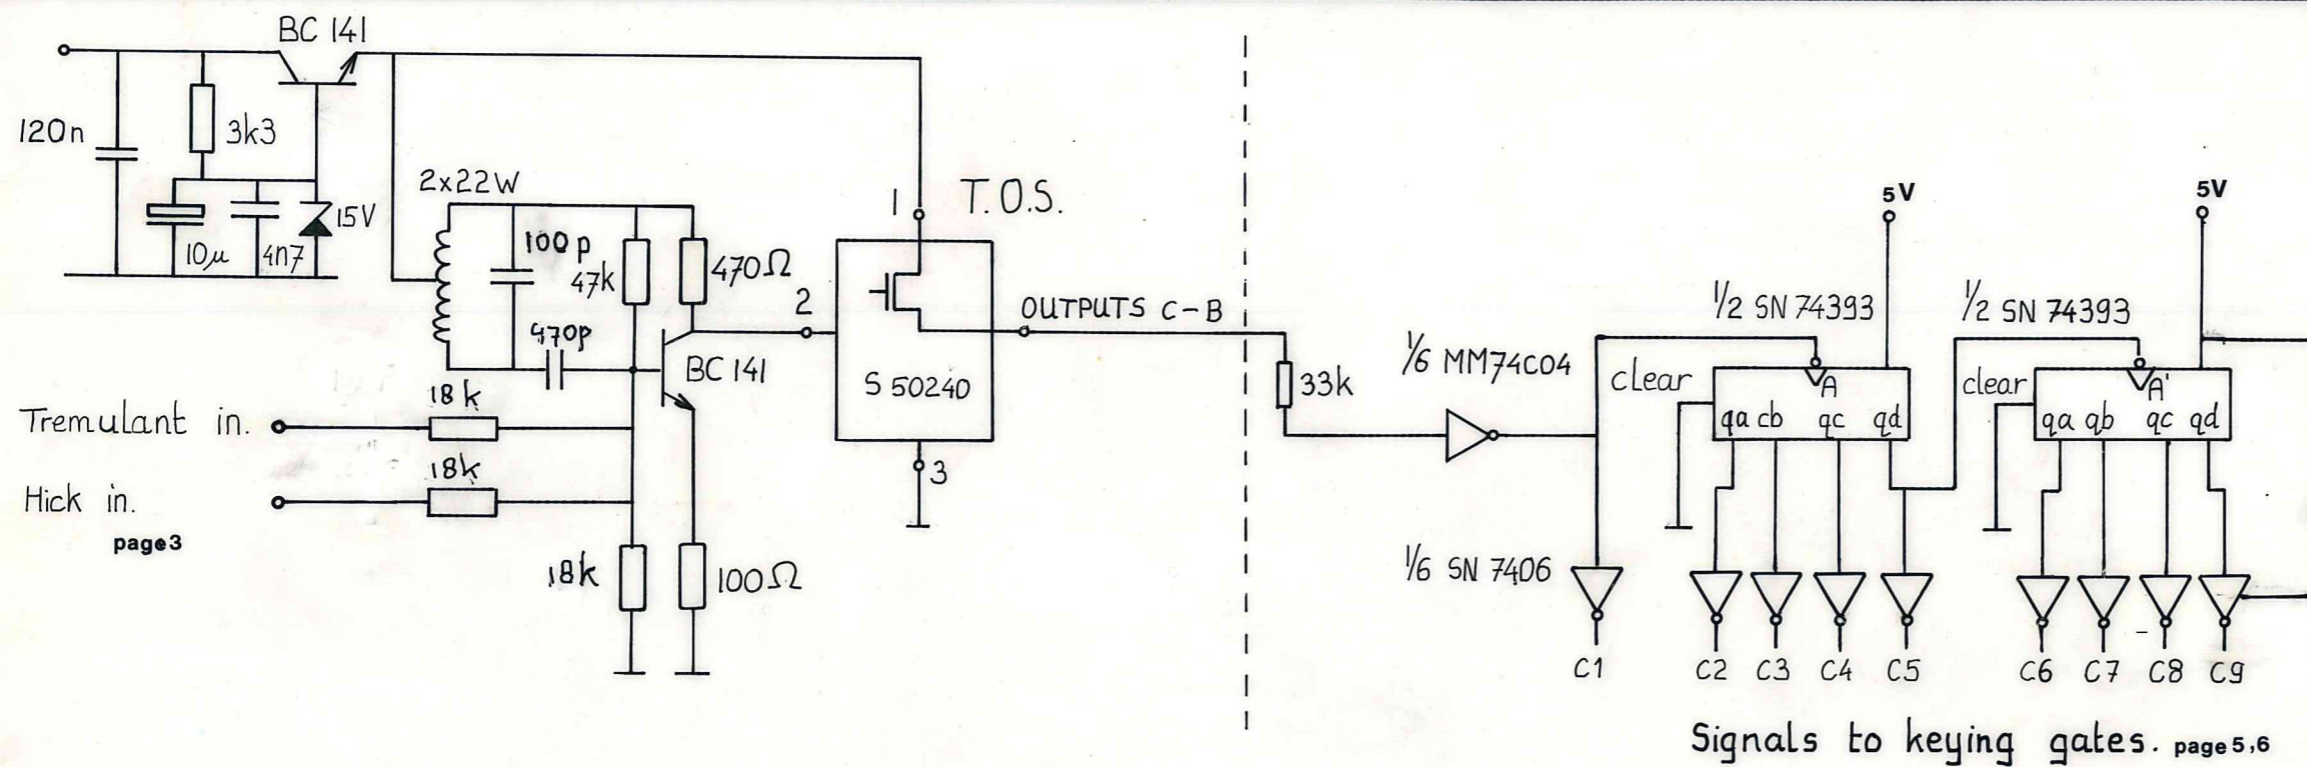 BC 141
120n
3k3
10µ
4n7
15V
2x22W
100p
47k
470Ω
470p
BC 141
Tremulant in.
18k
Hick in.
18k
page3
18k
100Ω
1
T.O.S.
2
S 50240
3
OUTPUTS C-B
33k
1/6 MM74C04
1/6 SN 7406
1/2 SN 74393
5V
clear
A
qa cb qc qd
1/2 SN 74393
5V
clear
A'
qa qb qc qd
C1 C2 C3 C4 C5 C6 C7 C8 C9
Signals to keying gates. page5,6